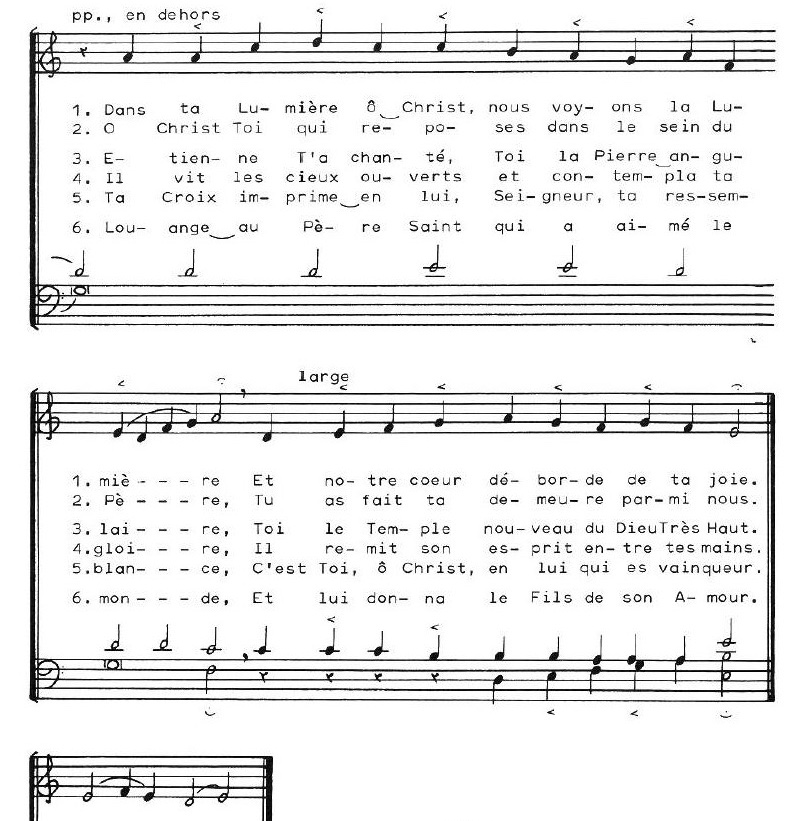 pp., en dehors
1. Dans ta Lu- mière ô Christ, nous voy- ons la Lu-
2. O Christ Toi qui re- po- ses dans le sein du
3. E- tien- ne T'a chan- té, Toi la Pierre an- gu-
4. Il vit les cieux ou- verts et con- tem- pla ta
5. Ta Croix im- prime en lui, Sei- gneur, ta res-sem-
6. Lou- ange au Pè- re Saint qui a ai- mé le
large
1. miè - - - re Et no- tre coeur dé- bor- de de ta joie.
2. Pè - - - re, Tu as fait ta de- meu- re par- mi nous.
3. lai - - - re, Toi le Tem- ple nou- veau du Dieu Très Haut.
4. gloi- - - re, Il re- mit son es- prit en- tre tes mains.
5. blan- - - ce, C'est Toi, ô Christ, en lui qui es vainqueur.
6. mon - - - de, Et lui don- na le Fils de son A- mour.